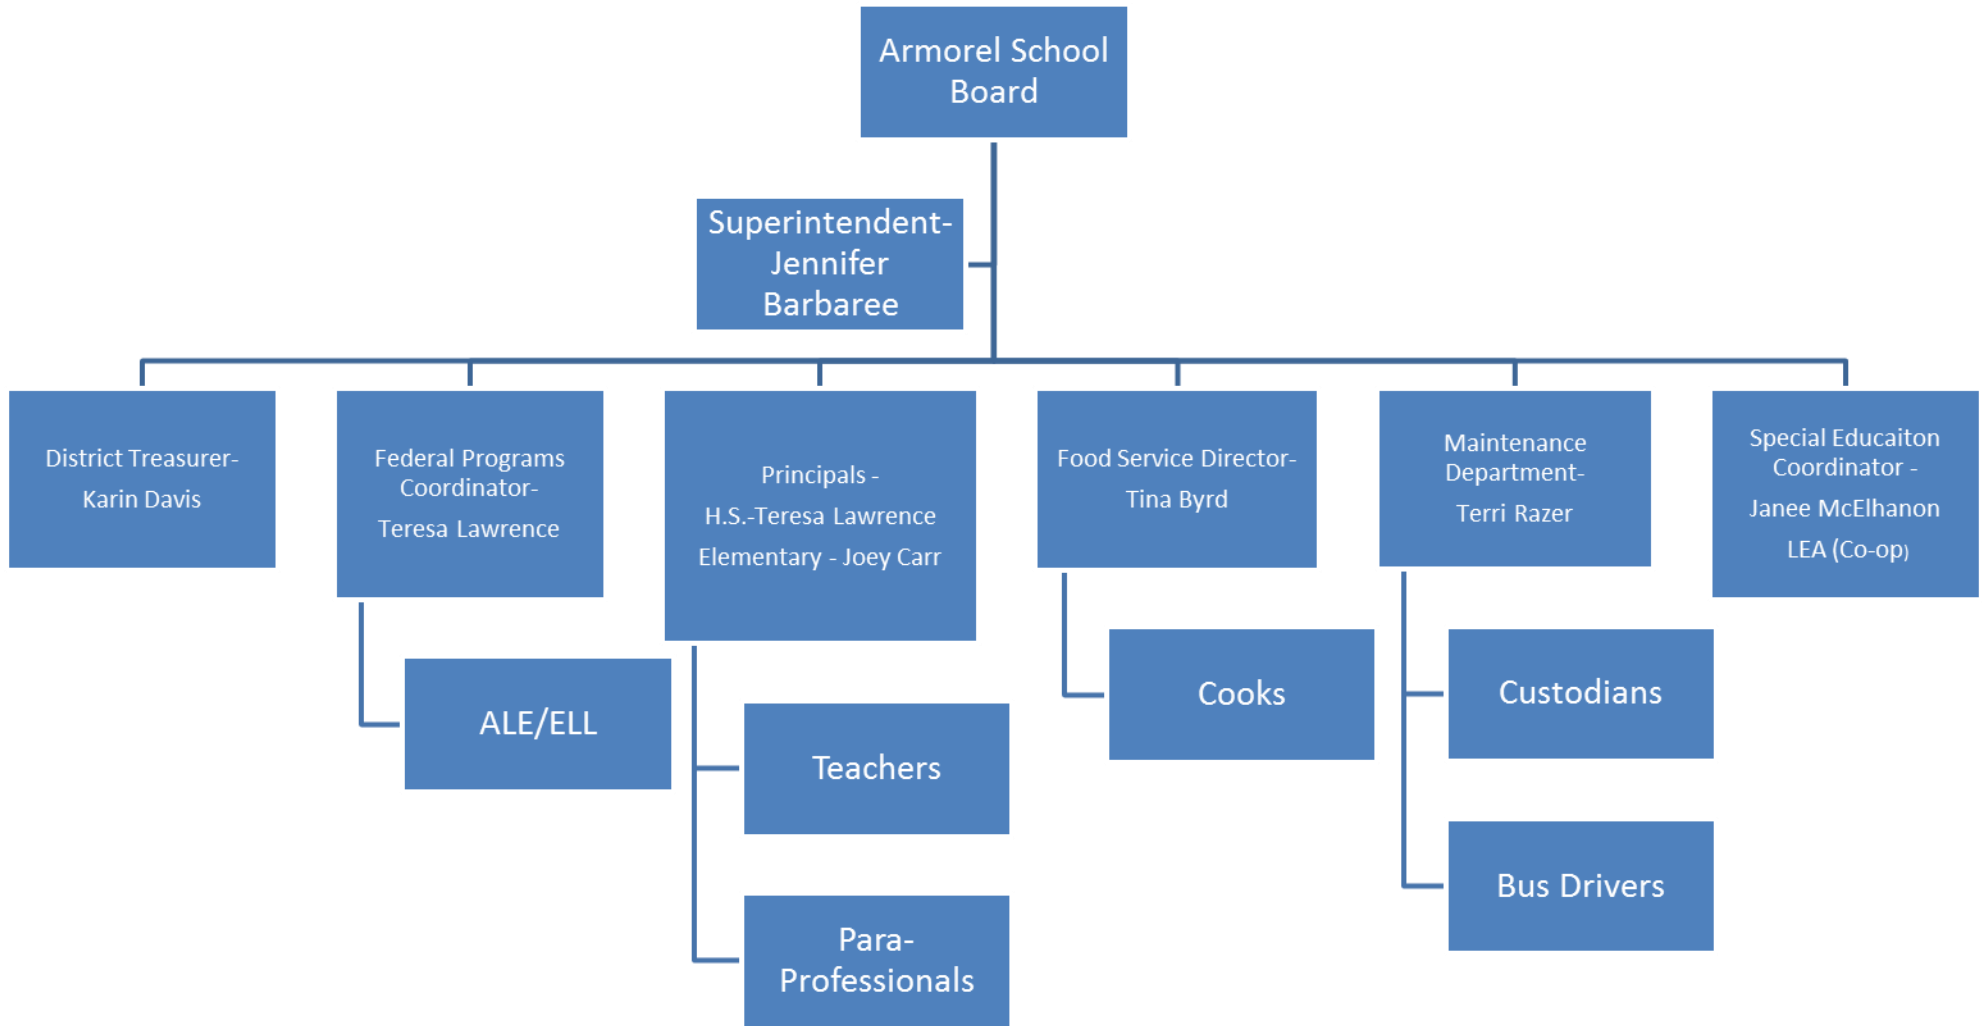 Armorel School
Board
Superintendent-
Jennifer
Barbaree
District Treasurer-
Karin Davis
Federal Programs
Coordinator-
Teresa Lawrence
Principals -
H.S.-Teresa Lawrence
Elementary - Joey Carr
Food Service Director-
Tina Byrd
Maintenance
Department-
Terri Razer
Special Educaiton
Coordinator -
Janee McElhanon
LEA (Co-op)
ALE/ELL
Teachers
Para-
Professionals
Cooks
Custodians
Bus Drivers